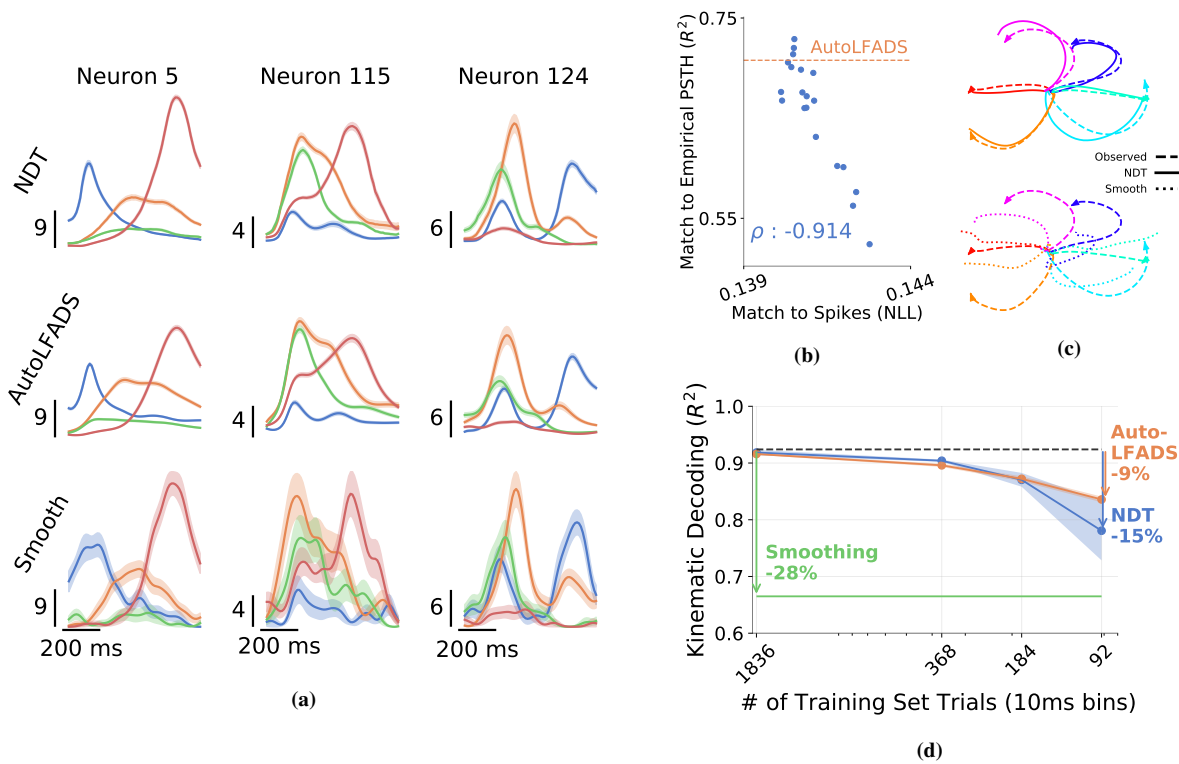 Neuron 5
Neuron 115
Neuron 124
NDT
9
4
6
AutoLFADS
9
4
6
Smooth
9
4
6
200 ms
200 ms
200 ms
(a)
Match to Empirical PSTH (R²)
0.75
0.55
AutoLFADS
ρ : -0.914
0.139
0.144
Match to Spikes (NLL)
(b)
Observed
NDT
Smooth
(c)
Kinematic Decoding (R²)
1.0
0.9
0.8
0.7
0.6
Auto-
LFADS
-9%
NDT
-15%
Smoothing
-28%
1836
368
184
92
# of Training Set Trials (10ms bins)
(d)